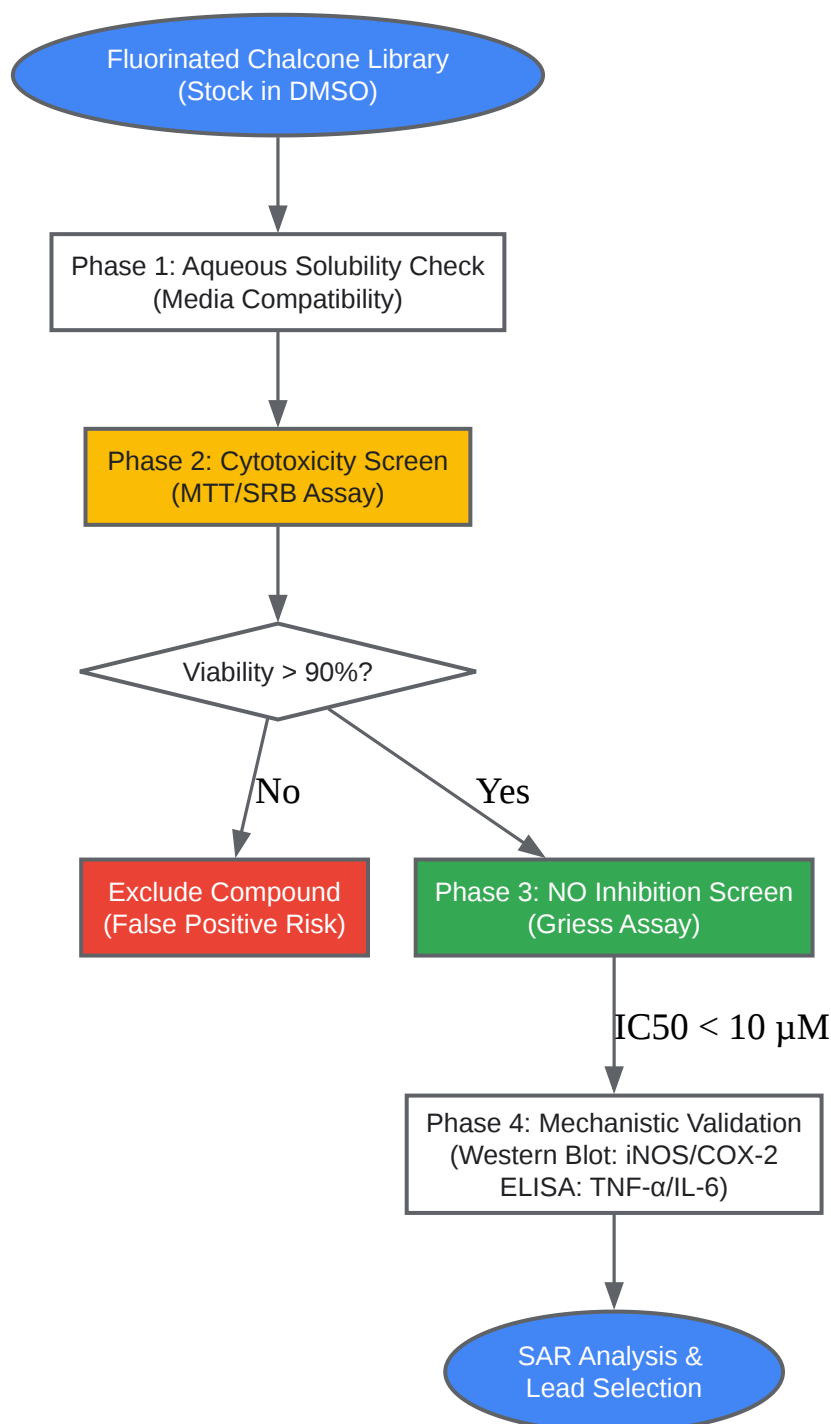 Fluorinated Chalcone Library
(Stock in DMSO)
Phase 1: Aqueous Solubility Check
(Media Compatibility)
Phase 2: Cytotoxicity Screen
(MTT/SRB Assay)
Viability > 90%?
No
Yes
Exclude Compound
(False Positive Risk)
Phase 3: NO Inhibition Screen
(Griess Assay)
IC50 < 10 µM
Phase 4: Mechanistic Validation
(Western Blot: iNOS/COX-2
ELISA: TNF-α/IL-6)
SAR Analysis &
Lead Selection